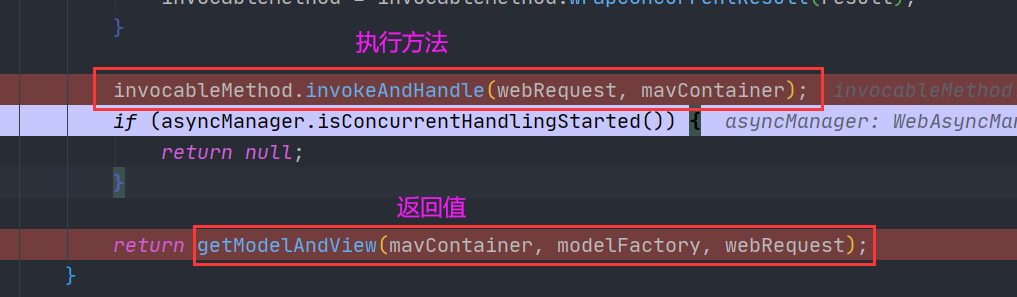 invocableMethod = invocableMethod.wrapConcurrentResult(result);
}
执行方法
invocableMethod.invokeAndHandle(webRequest, mavContainer); invocableMethod
if (asyncManager.isConcurrentHandlingStarted()) { asyncManager: WebAsyncMan
return null;
}
返回值
return getModelAndView(mavContainer, modelFactory, webRequest);
}